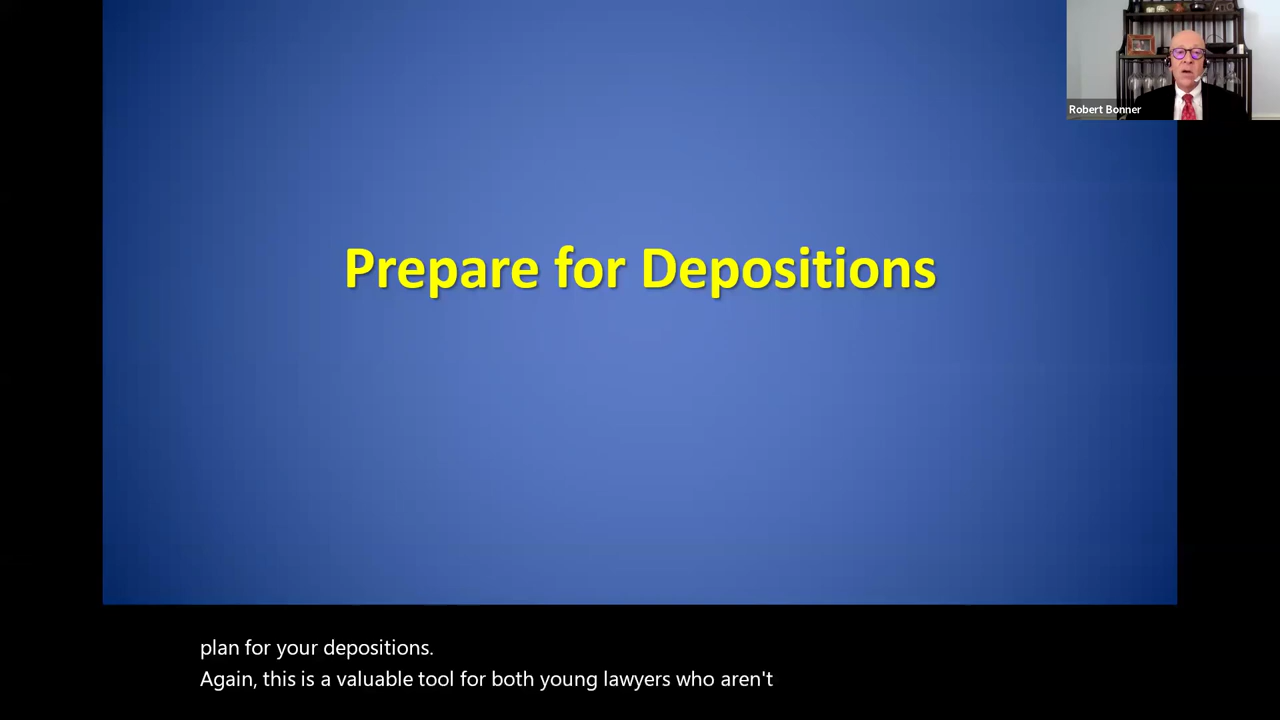 Robert Bonner
Prepare for Depositions
plan for your depositions.
Again, this is a valuable tool for both young lawyers who aren't